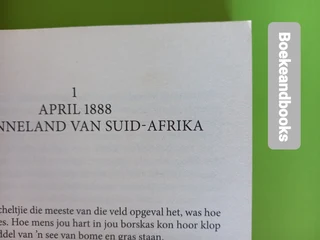 1
APRIL 1888
NNELAND VAN SUID-AFRIKA
cheltjie die meeste van die veld opgeval het, was hoe
es. Hoe mens jou hart in jou borskas kon hoor klop
ddel van 'n see van bome en gras staan.
Boekeandbooks